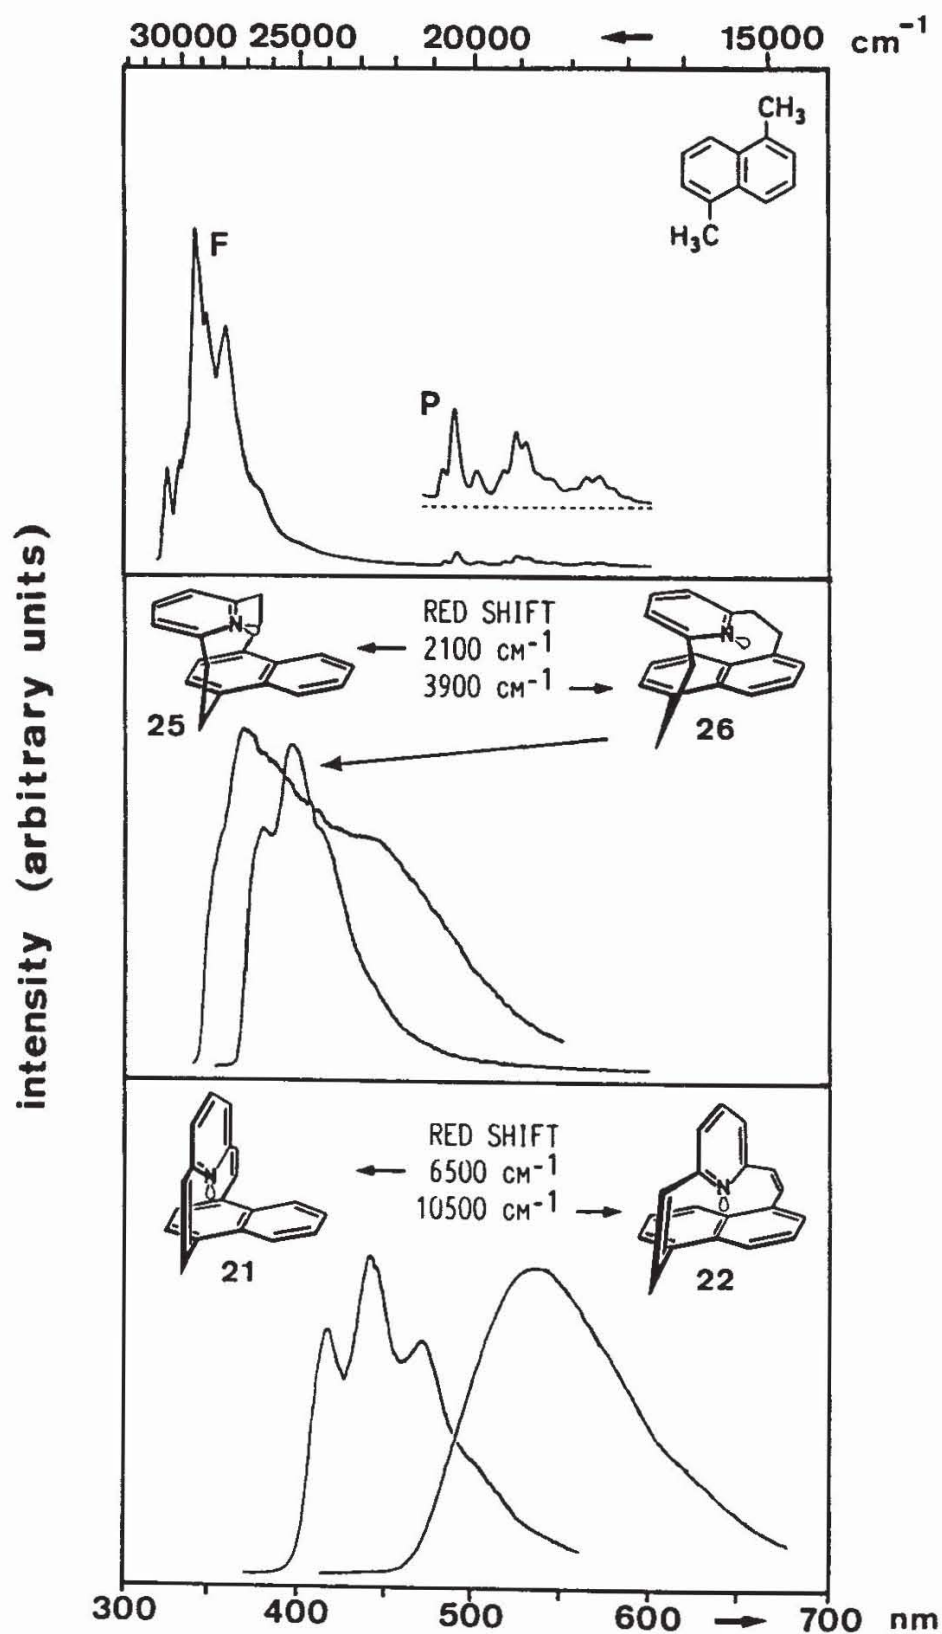 30000 25000 20000 ← 15000 cm⁻¹
CH₃
H₃C
F
P
N
RED SHIFT
← 2100 CM⁻¹
3900 CM⁻¹ →
N
25
26
N
RED SHIFT
← 6500 CM⁻¹
10500 CM⁻¹ →
N
21
22
300 400 500 600 → 700 nm
intensity (arbitrary units)